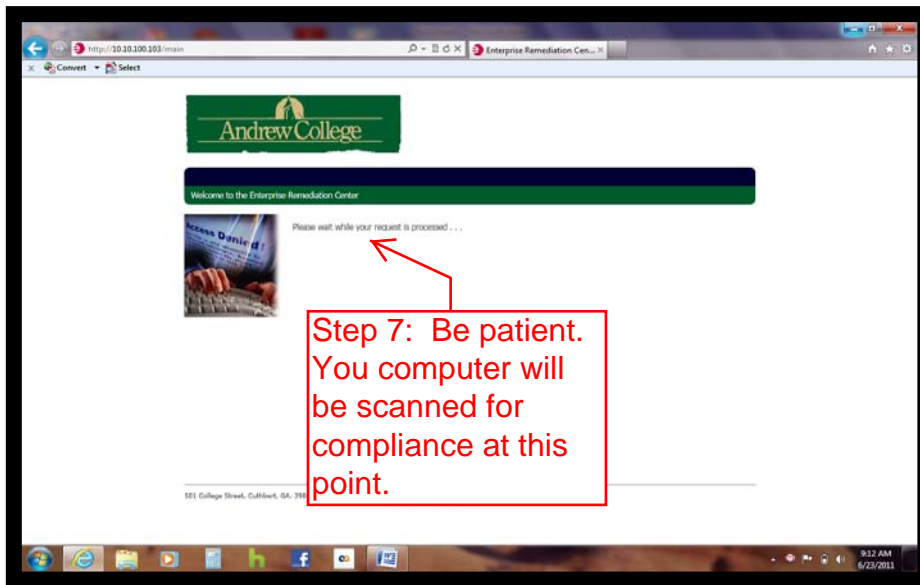 http://10.10.100.103/main
Enterprise Remediation Cen...
Convert
Select
Andrew College
Welcome to the Enterprise Remediation Center
Access Denied!
Please wait while your request is processed . . .
Step 7: Be patient.
You computer will
be scanned for
compliance at this
point.
501 College Street, Cuthbert, GA. 398
9:12 AM
6/23/2011